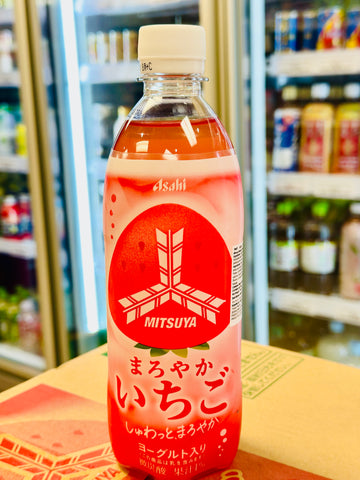 Asahi
MITSUYA
まろやか
いちご
しゅわっとまろやか
ヨーグルト入り